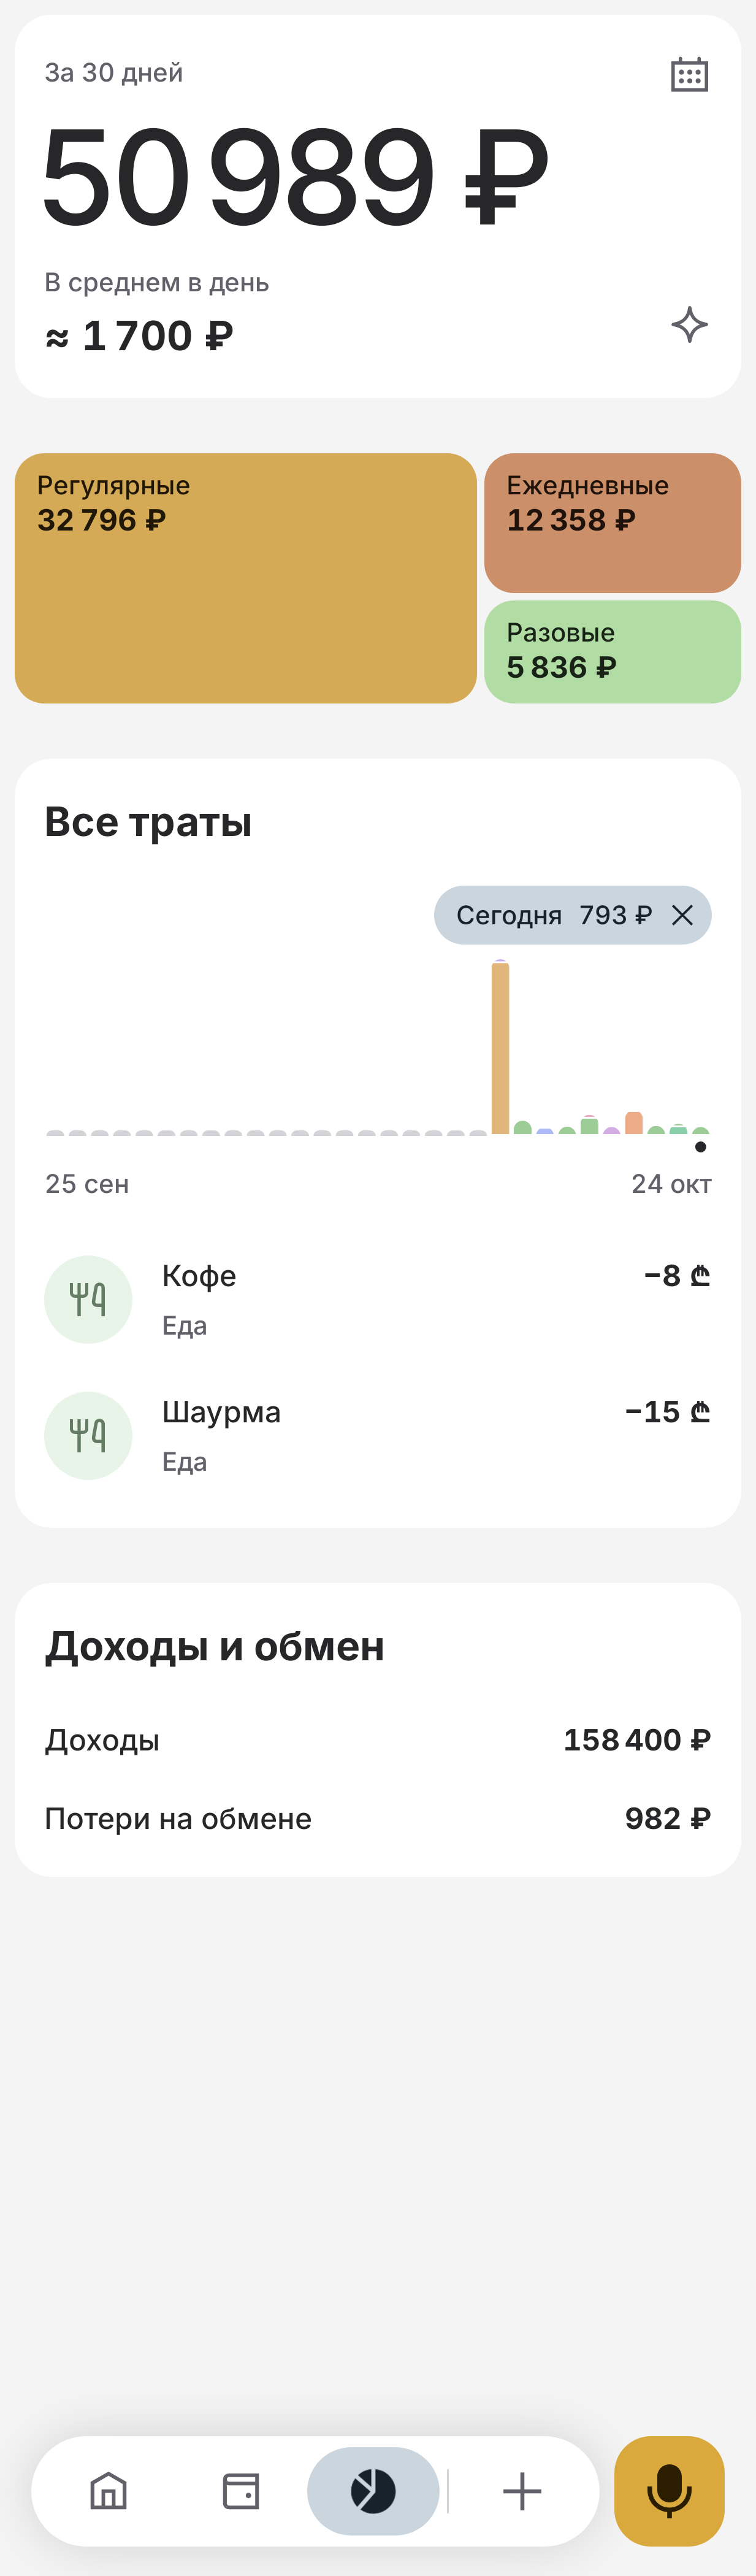 За 30 дней
50 989 ₽
В среднем в день
≈ 1 700 ₽
Регулярные
32 796 ₽
Ежедневные
12 358 ₽
Разовые
5 836 ₽
Все траты
Сегодня 793 ₽
25 сен
24 окт
Кофе
−8 ₾
Еда
Шаурма
−15 ₾
Еда
Доходы и обмен
Доходы
158 400 ₽
Потери на обмене
982 ₽